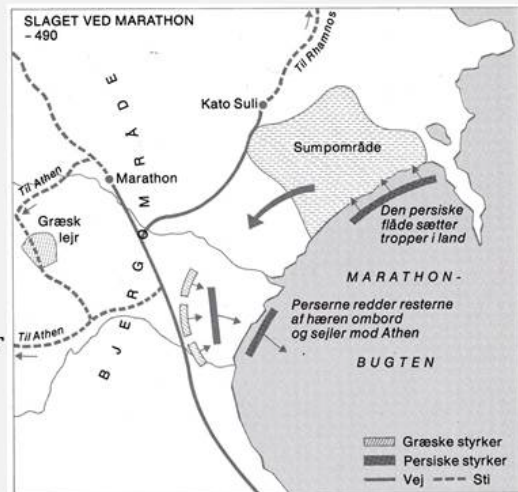 SLAGET VED MARATHON
- 490
Til Rhamnos
Kato Suli
Sumpområde
Til Athen
Marathon
Græsk
lejr
BJERGOMRÅDE
Den persiske
flåde sætter
tropper i land
MARATHON-
Perserne redder resterne
af hæren ombord
og sejler mod Athen
Til Athen
BUGTEN
Græske styrker
Persiske styrker
Vej
Sti